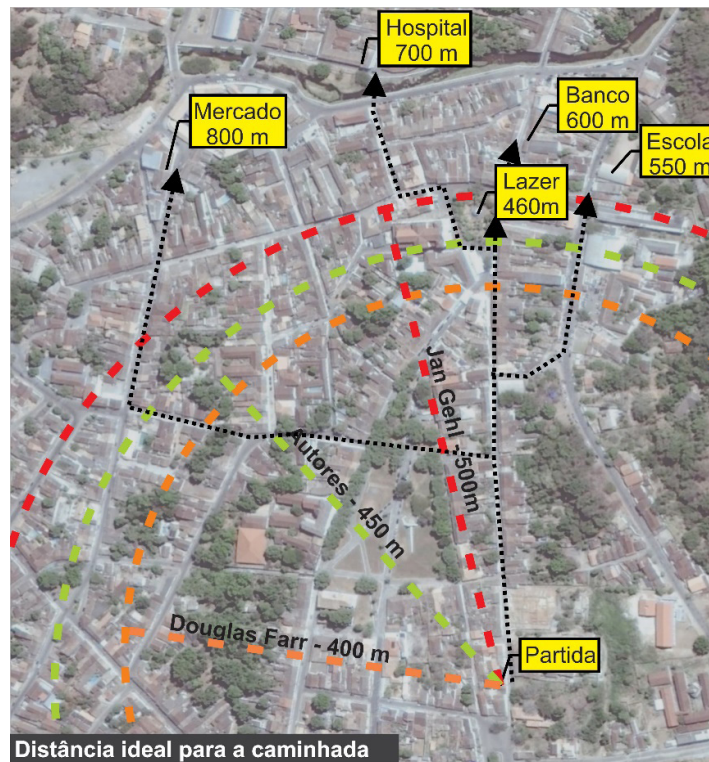 Hospital
700 m
Mercado
800 m
Banco
600 m
Escola
550 m
Lazer
460m
Jan Gehl - 500m
Autores - 450 m
Douglas Farr - 400 m
Partida
Distância ideal para a caminhada